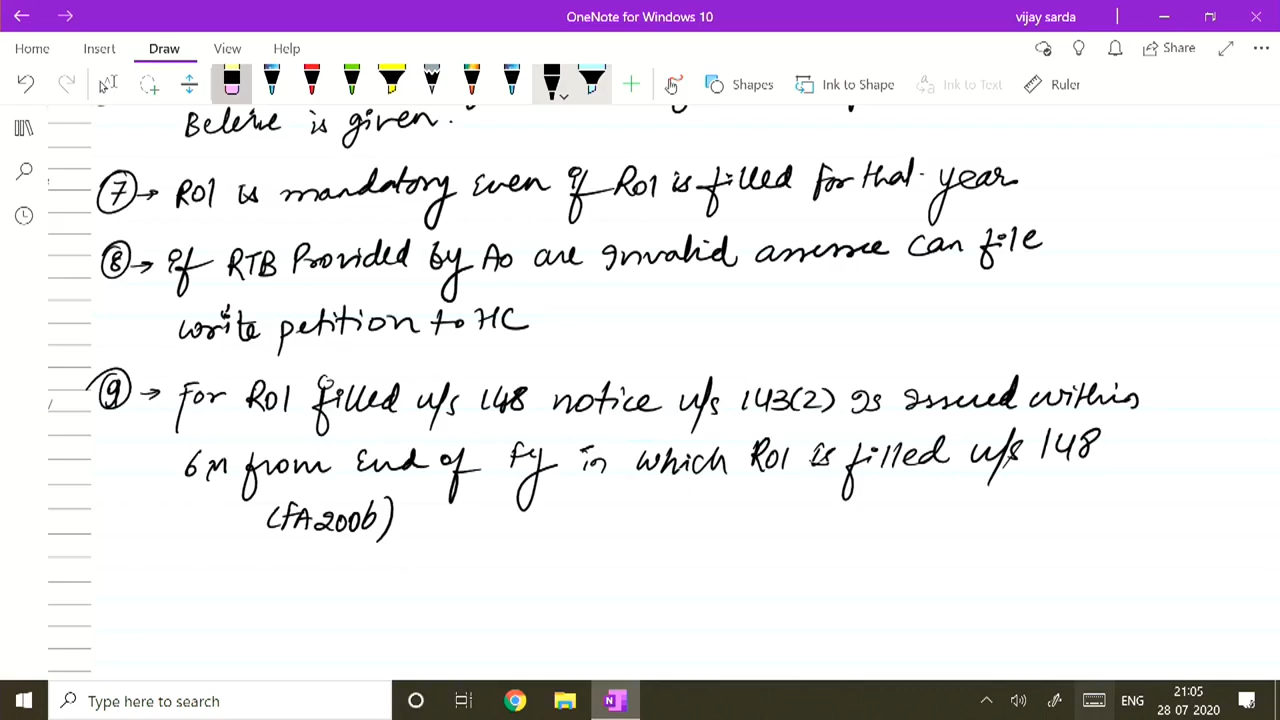 OneNote for Windows 10
vijay sarda
Home Insert Draw View Help
Share
Shapes Ink to Shape Ink to Text Ruler
Beleive is given.
7 → ROI is mandatory Even if ROI is filled for that year
8 → if RTB Provided by AO are Invalid assessee can file
write petition to HC
9 → For ROI filled u/s 148 notice u/s 143(2) is issued within
6M from End of Fy in which ROI is filled u/s 148
(FA2006)
Type here to search
ENG
21:05
28 07 2020